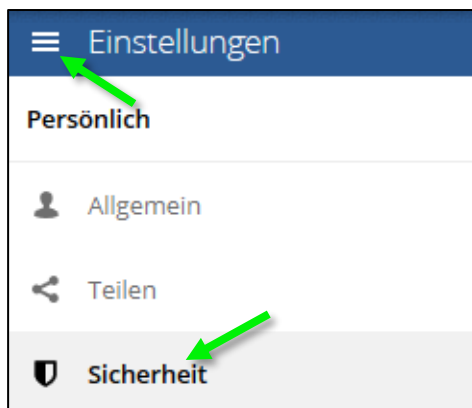 Einstellungen
Persönlich
Allgemein
Teilen
Sicherheit